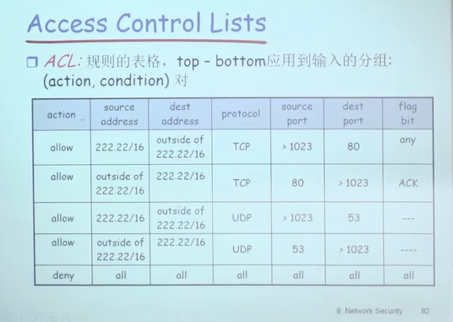 Access Control Lists
ACL: 规则的表格，top – bottom应用到输入的分组:
(action, condition) 对
action source address dest address protocol source port dest port flag bit
allow 222.22/16 outside of 222.22/16 TCP > 1023 80 any
allow outside of 222.22/16 222.22/16 TCP 80 > 1023 ACK
allow 222.22/16 outside of 222.22/16 UDP > 1023 53 ---
allow outside of 222.22/16 222.22/16 UDP 53 > 1023 ----
deny all all all all all all
8 Network Security 82